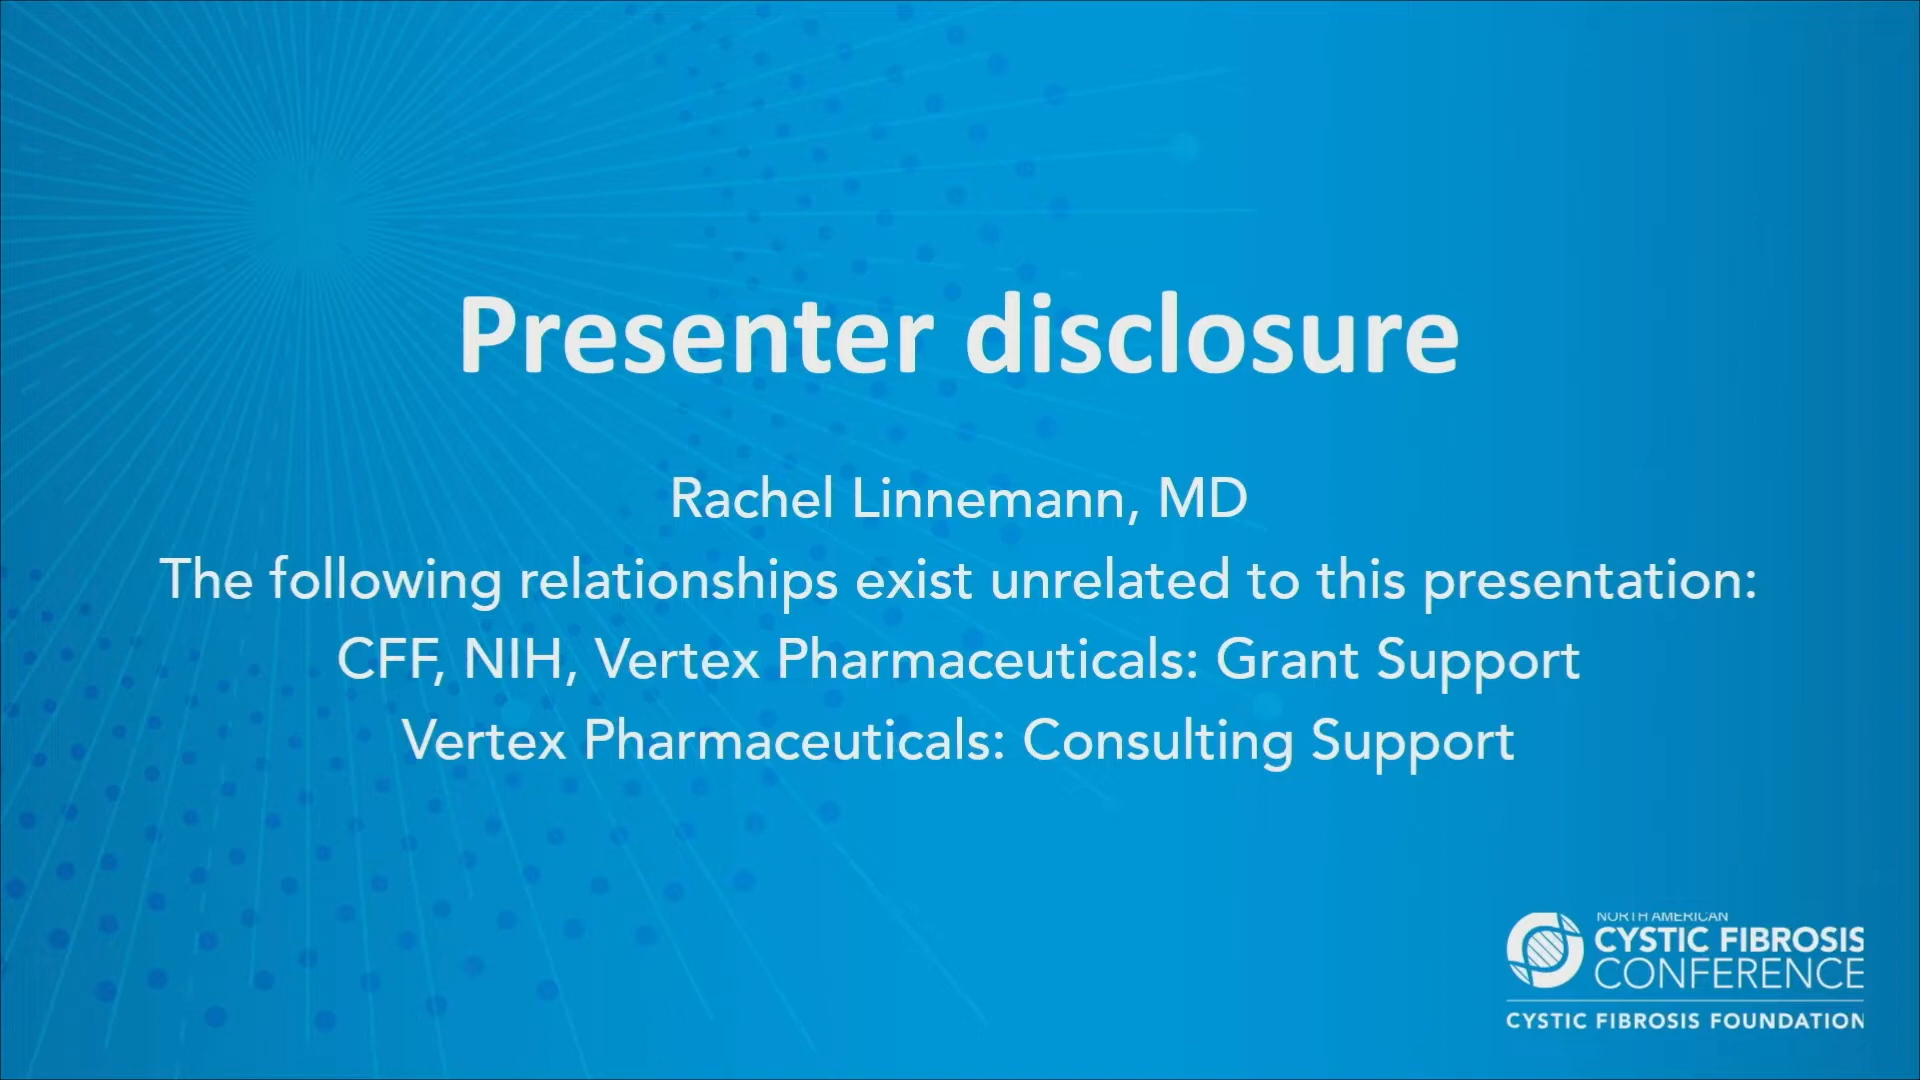 Presenter disclosure
Rachel Linnemann, MD
The following relationships exist unrelated to this presentation:
CFF, NIH, Vertex Pharmaceuticals: Grant Support
Vertex Pharmaceuticals: Consulting Support
NORTH AMERICAN
CYSTIC FIBROSIS
CONFERENCE
CYSTIC FIBROSIS FOUNDATION